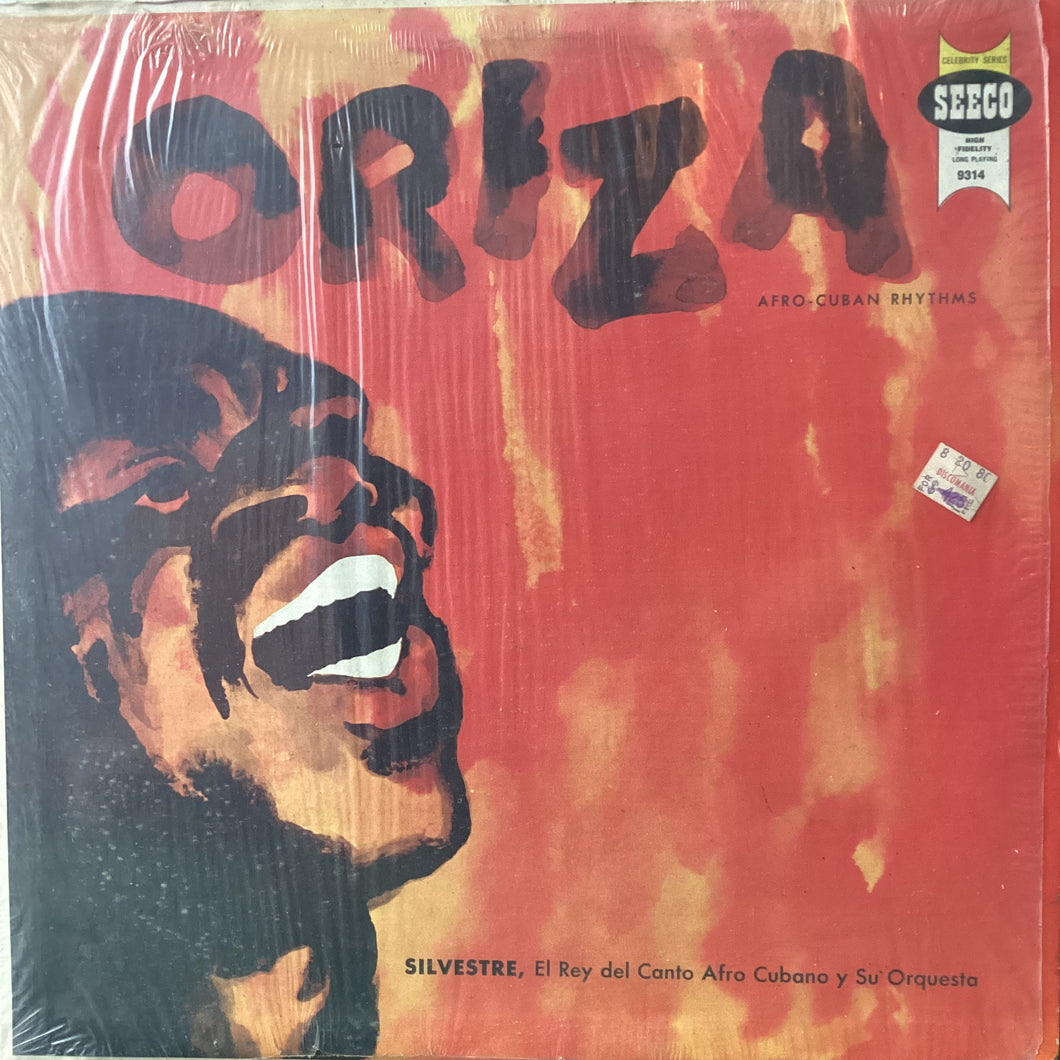 ORIZA
AFRO-CUBAN RHYTHMS
CELEBRITY SERIES
SEECO
HIGH
FIDELITY
LONG PLAYING
9314
8 20 80
DISCOMANIA
FOR
$
SILVESTRE, El Rey del Canto Afro Cubano y Su Orquesta